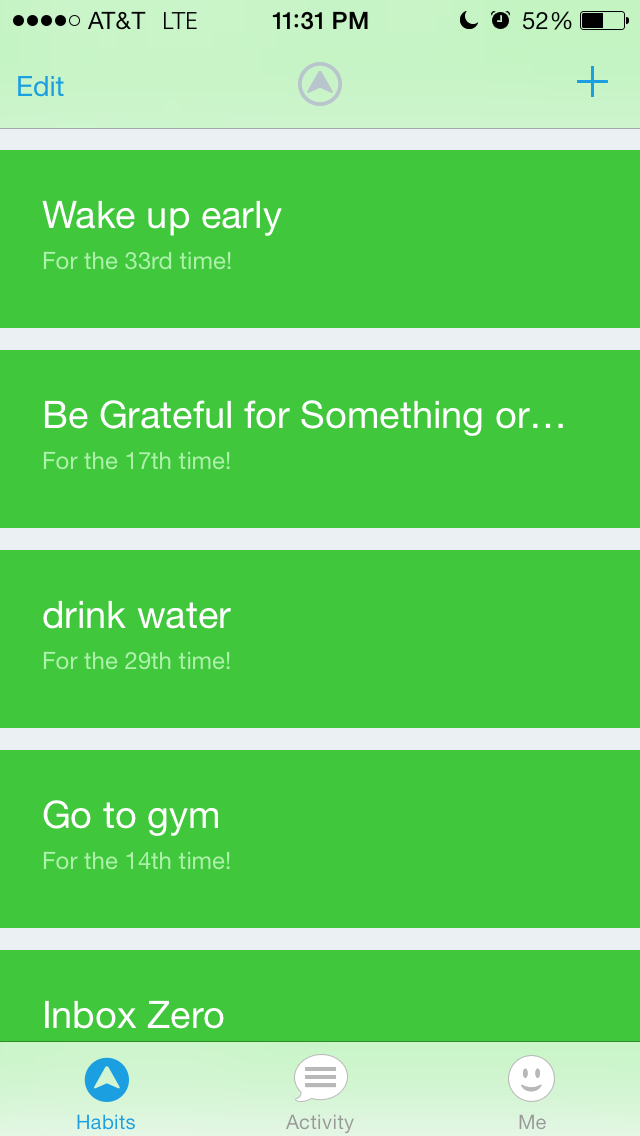 AT&T LTE 11:31 PM 52%
Edit
Wake up early
For the 33rd time!
Be Grateful for Something or...
For the 17th time!
drink water
For the 29th time!
Go to gym
For the 14th time!
Inbox Zero
Habits Activity Me